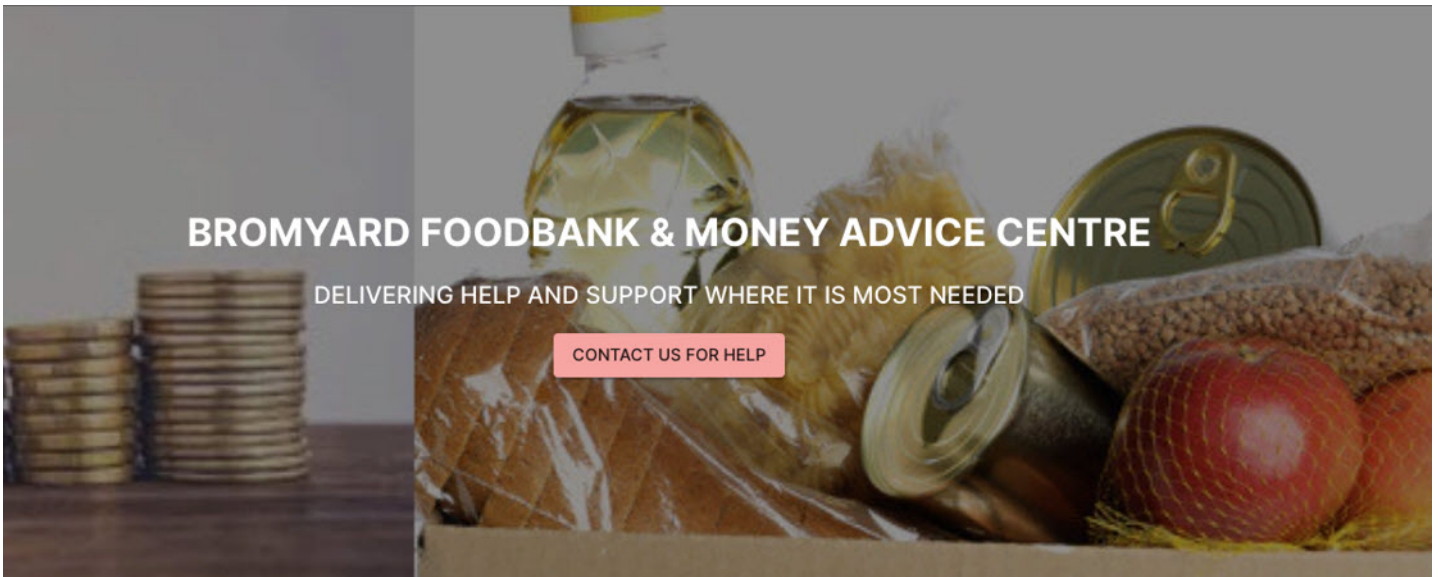 BROMYARD FOODBANK & MONEY ADVICE CENTRE
DELIVERING HELP AND SUPPORT WHERE IT IS MOST NEEDED
CONTACT US FOR HELP